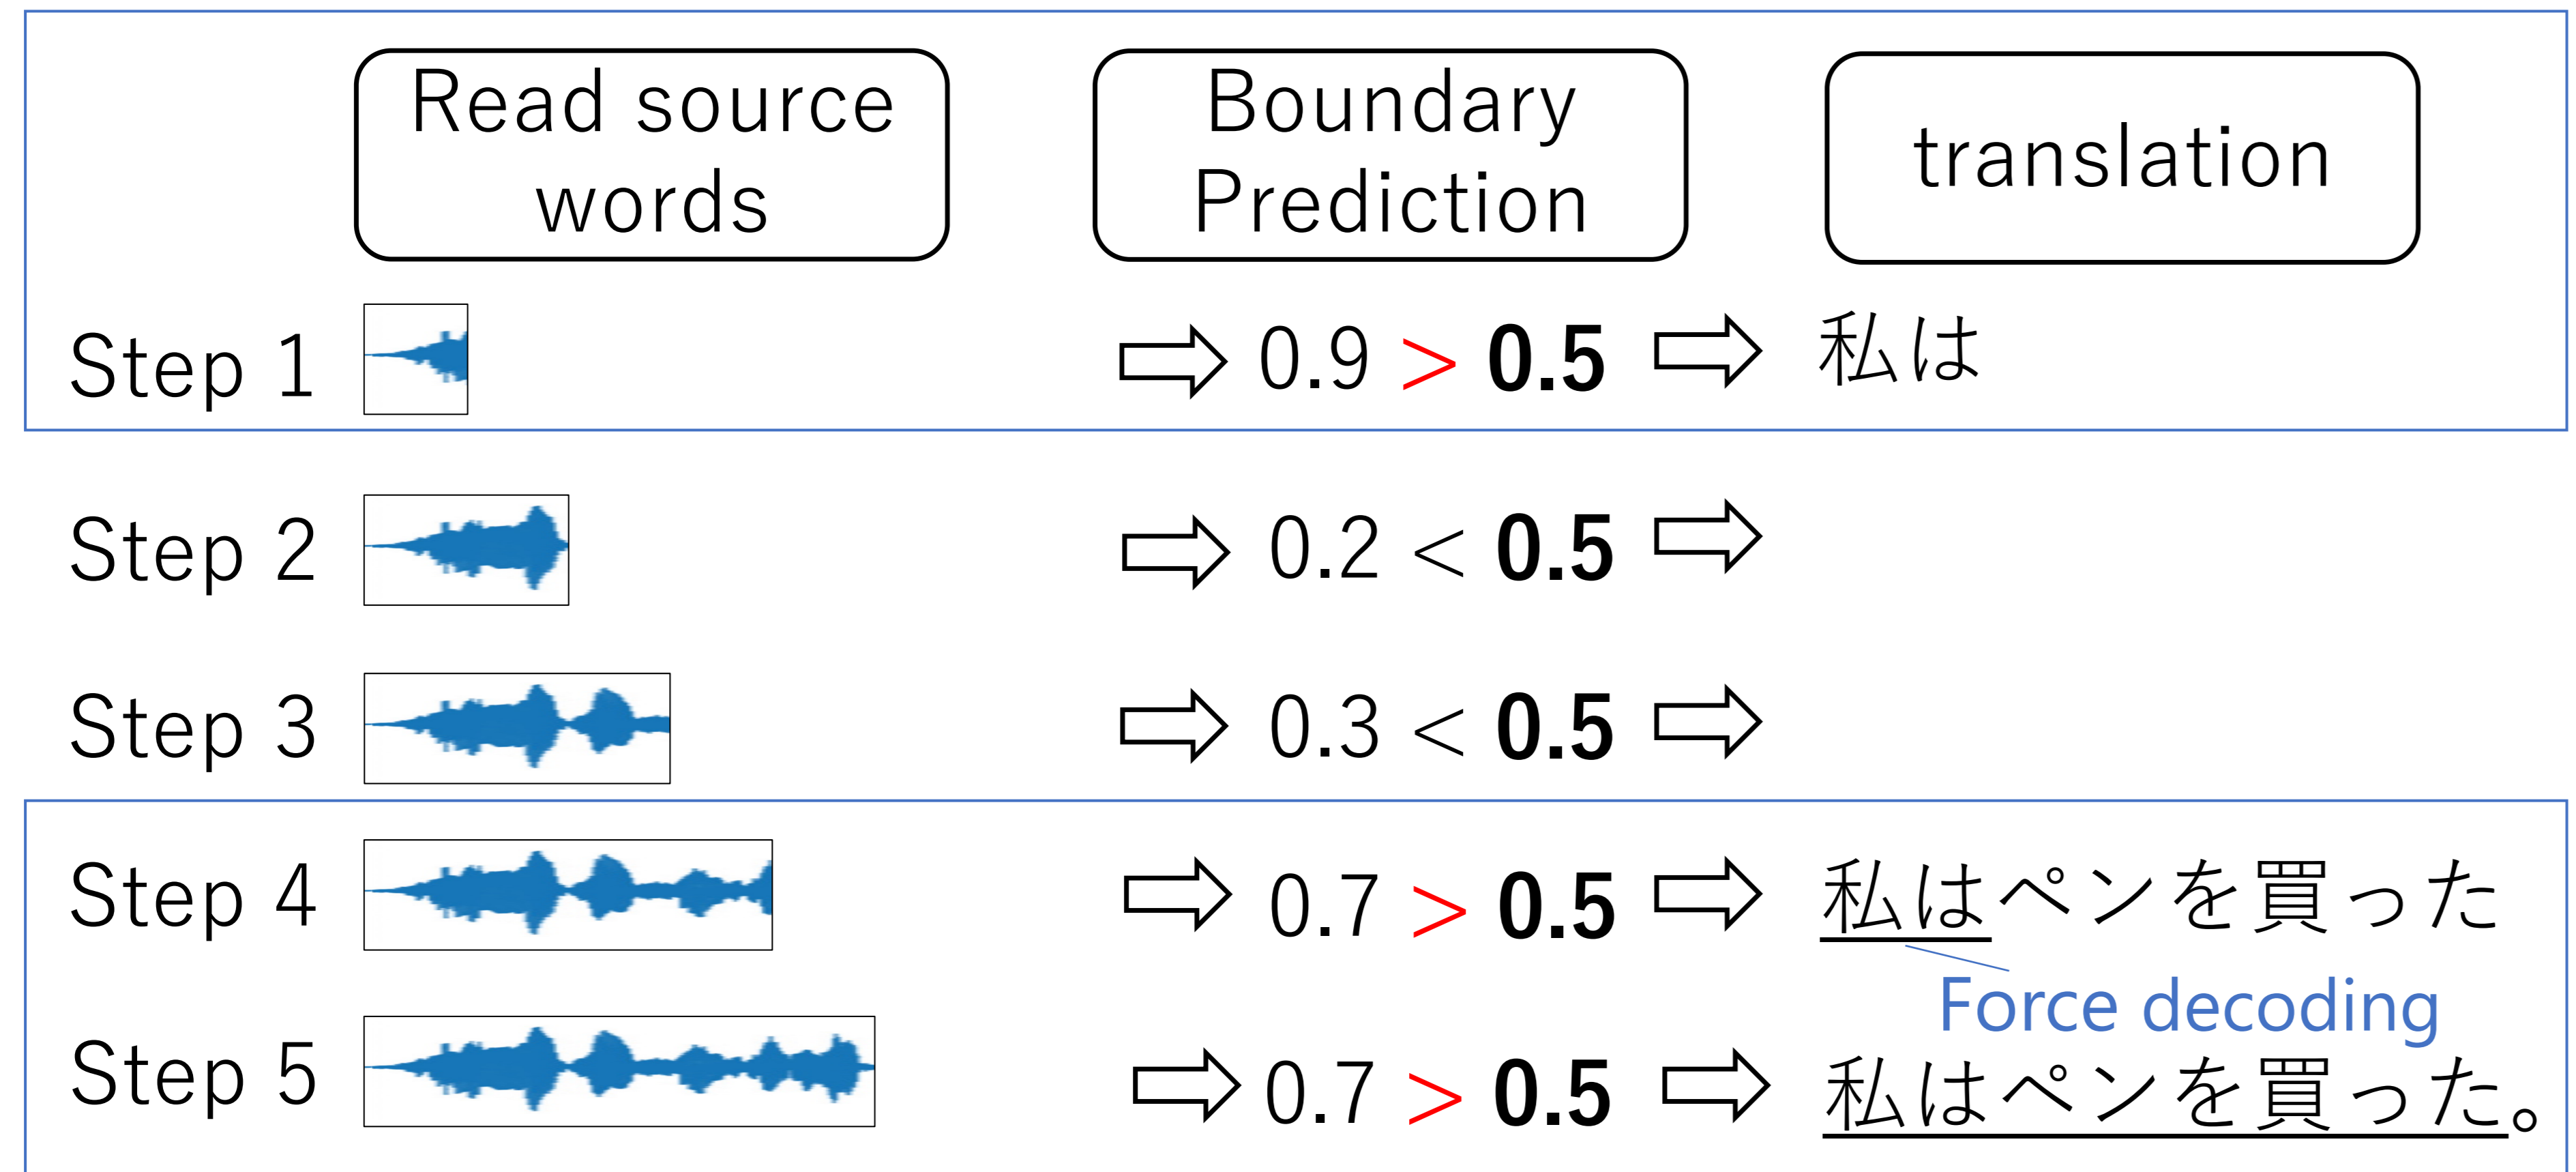 Read source
words
Boundary
Prediction
translation
Step 1
0.9 > 0.5
私は
Step 2
0.2 < 0.5
Step 3
0.3 < 0.5
Step 4
0.7 > 0.5
私はペンを買った
Force decoding
Step 5
0.7 > 0.5
私はペンを買った。